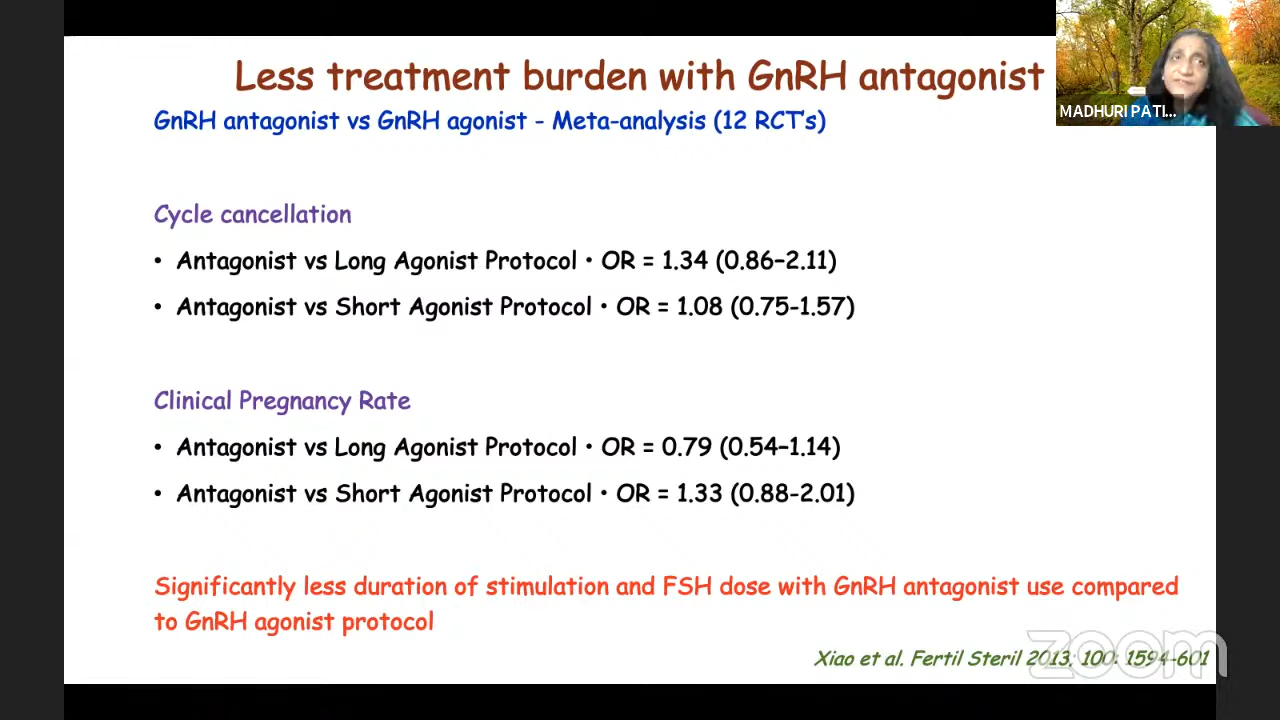 Less treatment burden with GnRH antagonist
GnRH antagonist vs GnRH agonist - Meta-analysis (12 RCT's)
MADHURI PATI...
Cycle cancellation
• Antagonist vs Long Agonist Protocol • OR = 1.34 (0.86–2.11)
• Antagonist vs Short Agonist Protocol • OR = 1.08 (0.75-1.57)
Clinical Pregnancy Rate
• Antagonist vs Long Agonist Protocol • OR = 0.79 (0.54–1.14)
• Antagonist vs Short Agonist Protocol • OR = 1.33 (0.88-2.01)
Significantly less duration of stimulation and FSH dose with GnRH antagonist use compared
to GnRH agonist protocol
Xiao et al. Fertil Steril 2013; 100: 1594-601
zoom